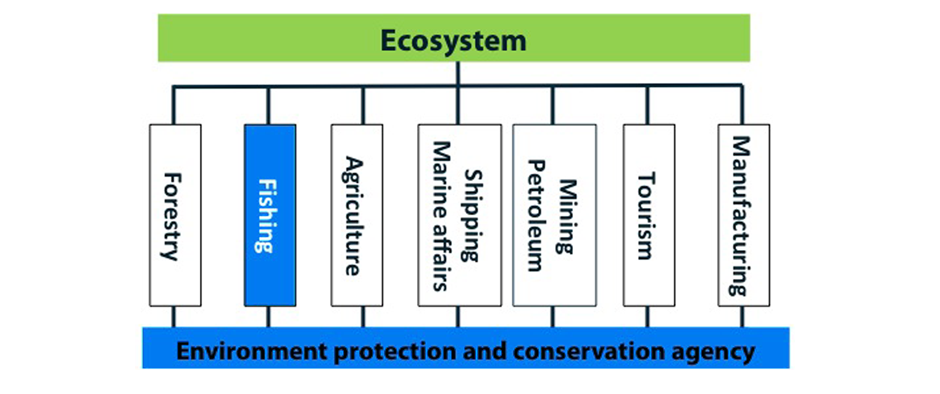 Ecosystem
Forestry
Fishing
Agriculture
Shipping
Marine affairs
Mining
Petroleum
Tourism
Manufacturing
Environment protection and conservation agency